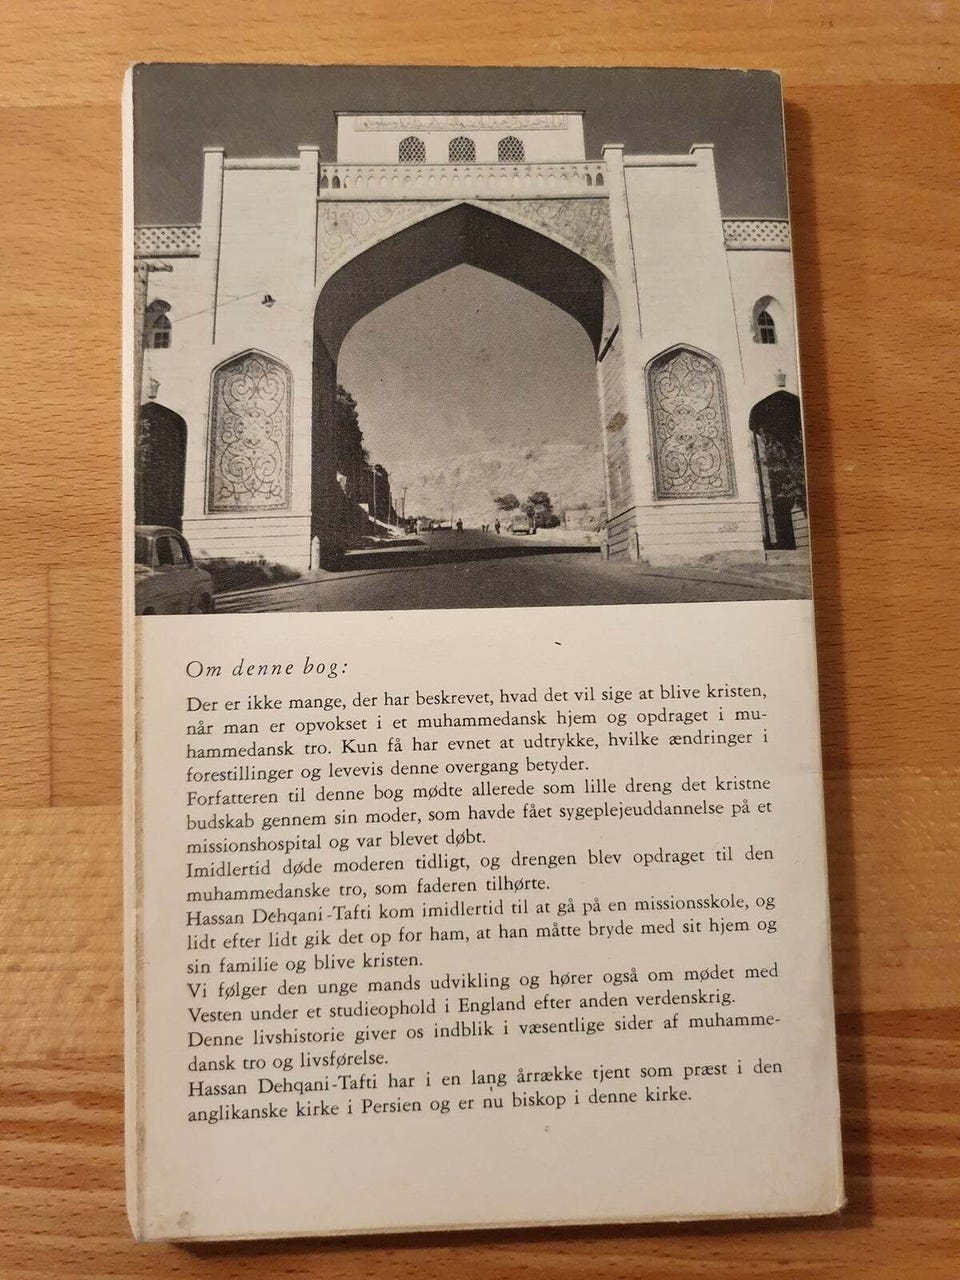 Om denne bog:
Der er ikke mange, der har beskrevet, hvad det vil sige at blive kristen,
når man er opvokset i et muhammedansk hjem og opdraget i mu-
hammedansk tro. Kun få har evnet at udtrykke, hvilke ændringer i
forestillinger og levevis denne overgang betyder.
Forfatteren til denne bog mødte allerede som lille dreng det kristne
budskab gennem sin moder, som havde fået sygeplejeuddannelse på et
missionshospital og var blevet døbt.
Imidlertid døde moderen tidligt, og drengen blev opdraget til den
muhammedanske tro, som faderen tilhørte.
Hassan Dehqani-Tafti kom imidlertid til at gå på en missionsskole, og
lidt efter lidt gik det op for ham, at han måtte bryde med sit hjem og
sin familie og blive kristen.
Vi følger den unge mands udvikling og hører også om mødet med
Vesten under et studieophold i England efter anden verdenskrig.
Denne livshistorie giver os indblik i væsentlige sider af muhamme-
dansk tro og livsførelse.
Hassan Dehqani-Tafti har i en lang årrække tjent som præst i den
anglikanske kirke i Persien og er nu biskop i denne kirke.